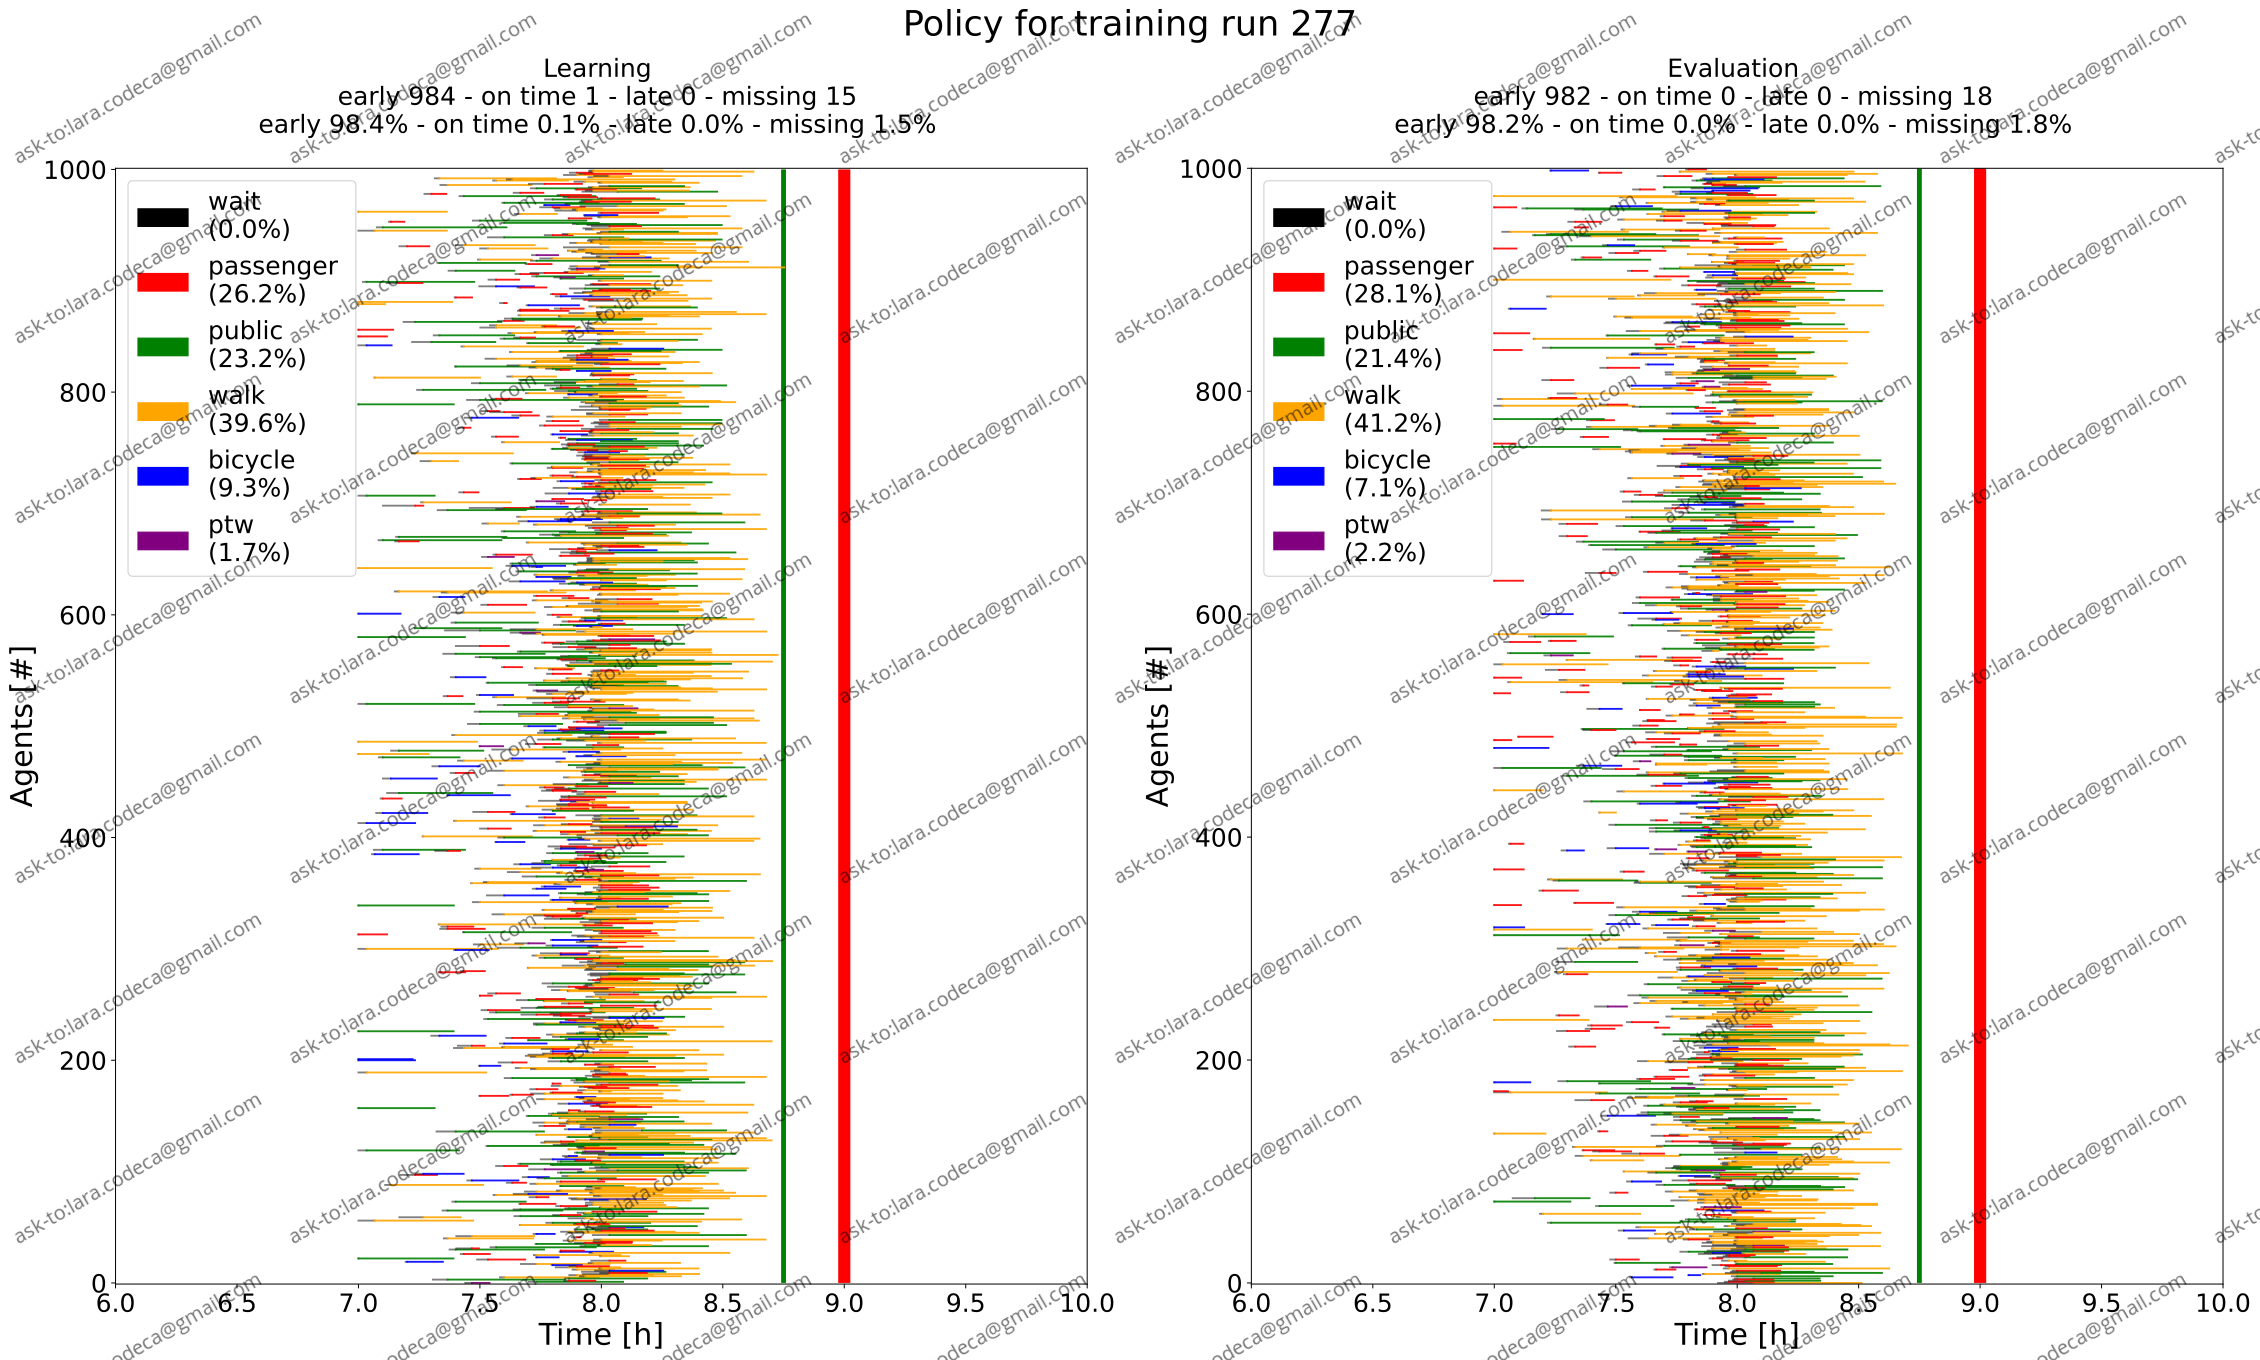 Policy for training run 277
Learning
early 984 - on time 1 - late 0 - missing 15
early 98.4% - on time 0.1% - late 0.0% - missing 1.5%
1000
800
600
400
200
0
Agents [#]
wait
(0.0%)
passenger
(26.2%)
public
(23.2%)
walk
(39.6%)
bicycle
(9.3%)
ptw
(1.7%)
6.0 6.5 7.0 7.5 8.0 8.5 9.0 9.5 10.0
Time [h]
Evaluation
early 982 - on time 0 - late 0 - missing 18
early 98.2% - on time 0.0% - late 0.0% - missing 1.8%
1000
800
600
400
200
0
Agents [#]
wait
(0.0%)
passenger
(28.1%)
public
(21.4%)
walk
(41.2%)
bicycle
(7.1%)
ptw
(2.2%)
6.0 6.5 7.0 7.5 8.0 8.5 9.0 9.5 10.0
Time [h]
ask-to:lara.codeca@gmail.com